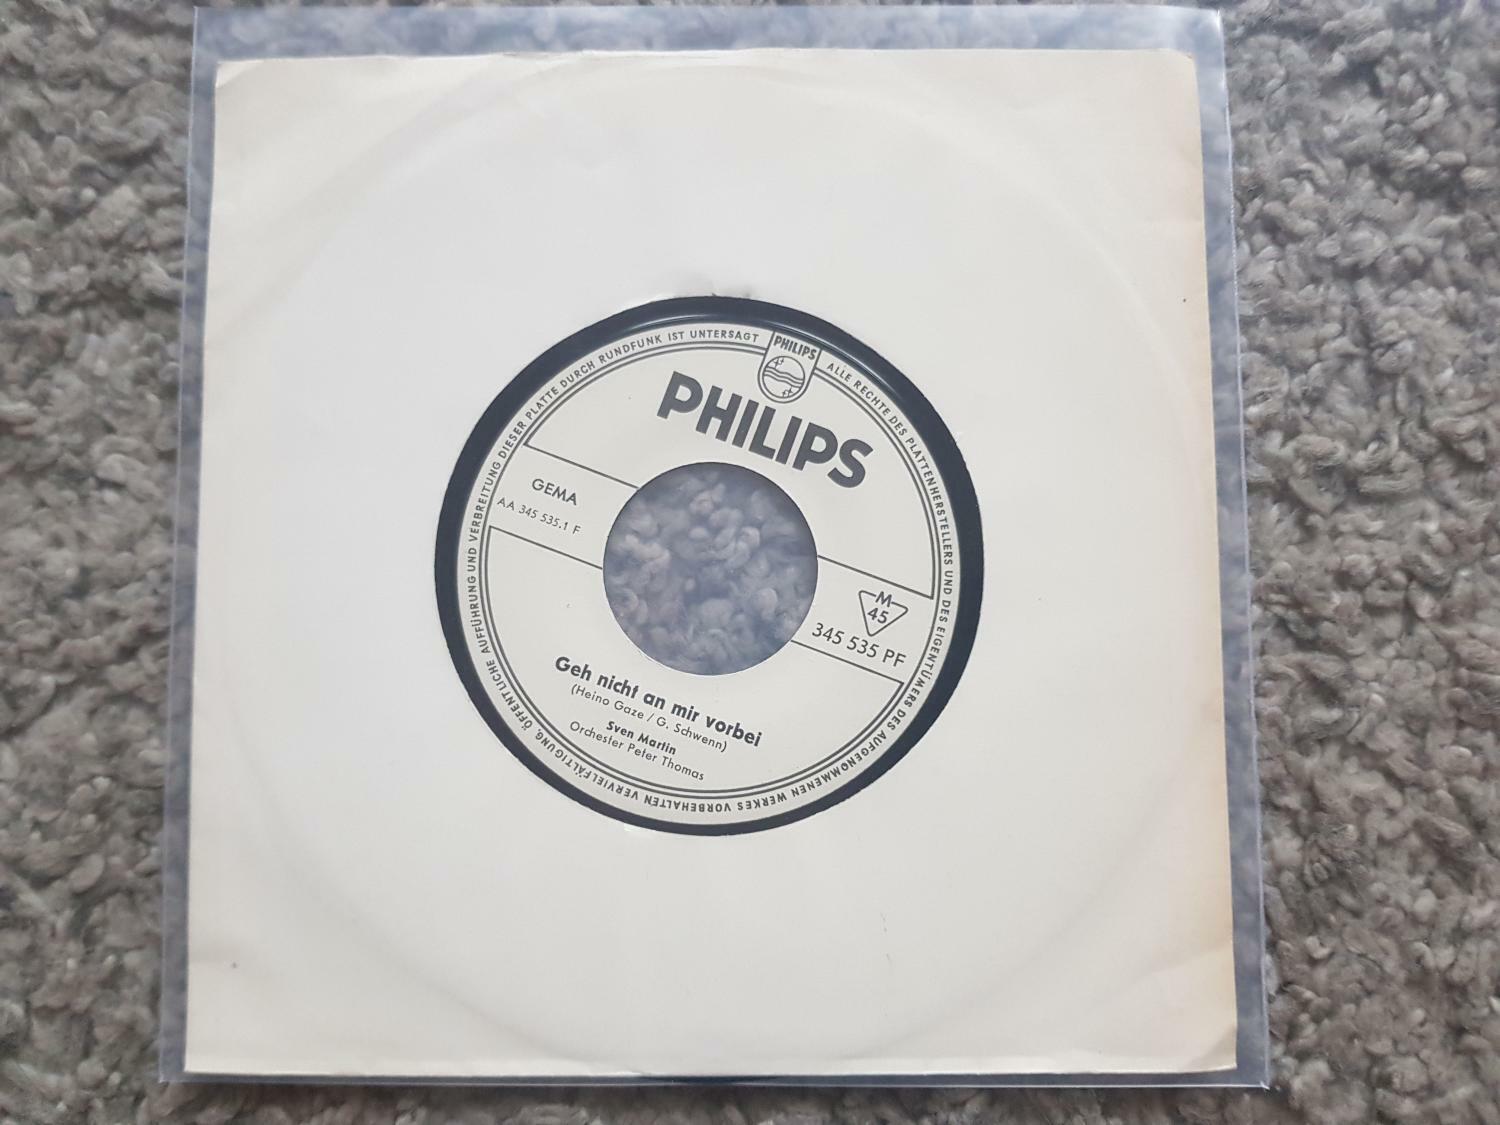 ALLE RECHTE DES PLATTENHERSTELLERS UND DES EIGENTÜMERS DES AUFGENOMMENEN WERKES VORBEHALTEN VERVIELFÄLTIGUNG, ÖFFENTLICHE AUFFÜHRUNG UND VERBREITUNG DIESER PLATTE DURCH RUNDFUNK IST UNTERSAGT
PHILIPS
PHILIPS
GEMA
AA 345 535.1 F
M
45
345 535 PF
Geh nicht an mir vorbei
(Heino Gaze / G. Schwenn)
Sven Martin
Orchester Peter Thomas